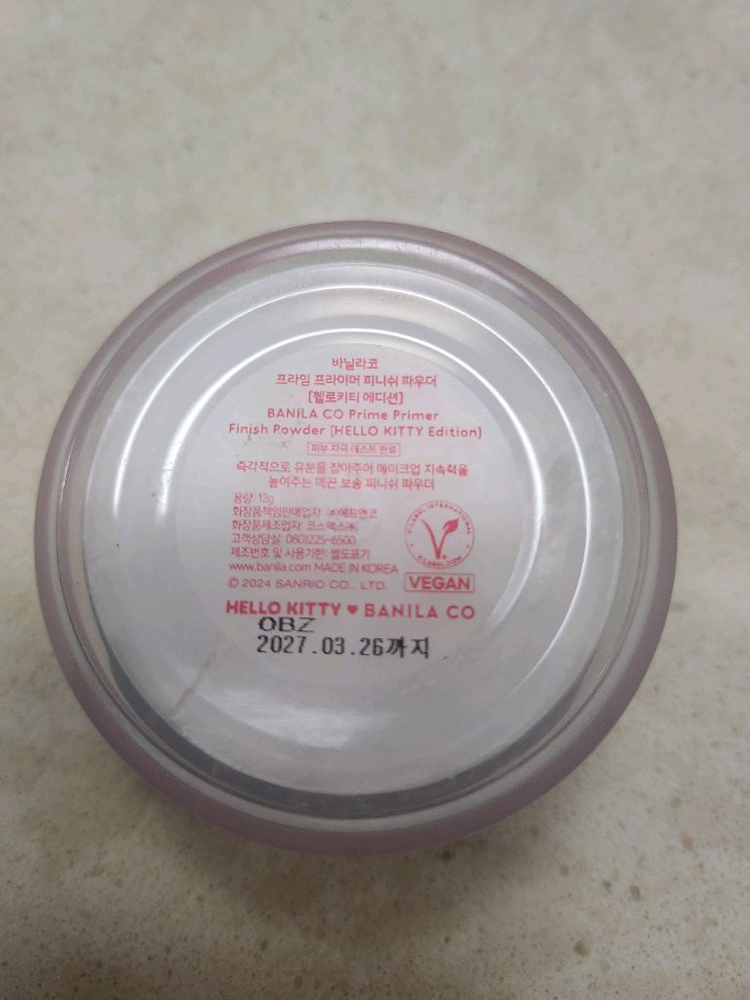 바닐라코
프라임 프라이머 피니쉬 파우더
[헬로키티 에디션]
BANILA CO Prime Primer
Finish Powder [HELLO KITTY Edition]
피부 자극 테스트 완료
즉각적으로 유분을 잡아주어 메이크업 지속력을
높여주는 매끈 보송 피니쉬 파우더
용량: 12g
화장품책임판매업자: ㈜에프앤코
화장품제조업자: 코스맥스㈜
고객상담실: 080)225-6500
제조번호 및 사용기한: 별도표기
www.banila.com MADE IN KOREA
© 2024 SANRIO CO., LTD.
V-LABEL INTERNATIONAL
V-LABEL.COM
VEGAN
HELLO KITTY ♥ BANILA CO
OBZ
2027.03.26까지